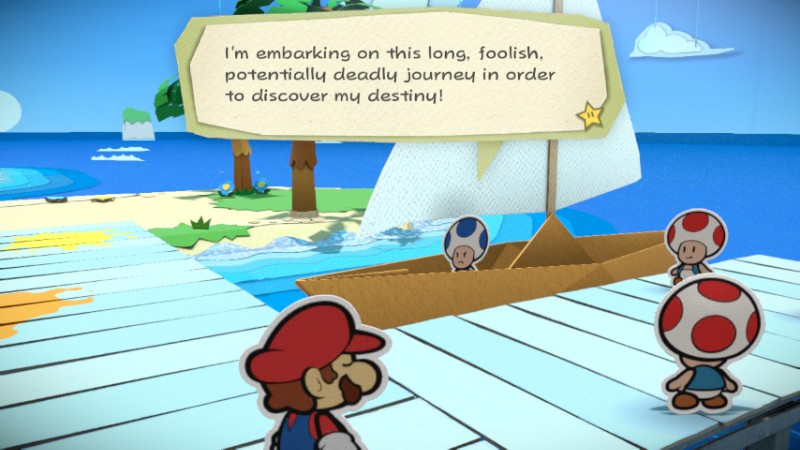 I'm embarking on this long, foolish,
potentially deadly journey in order
to discover my destiny!